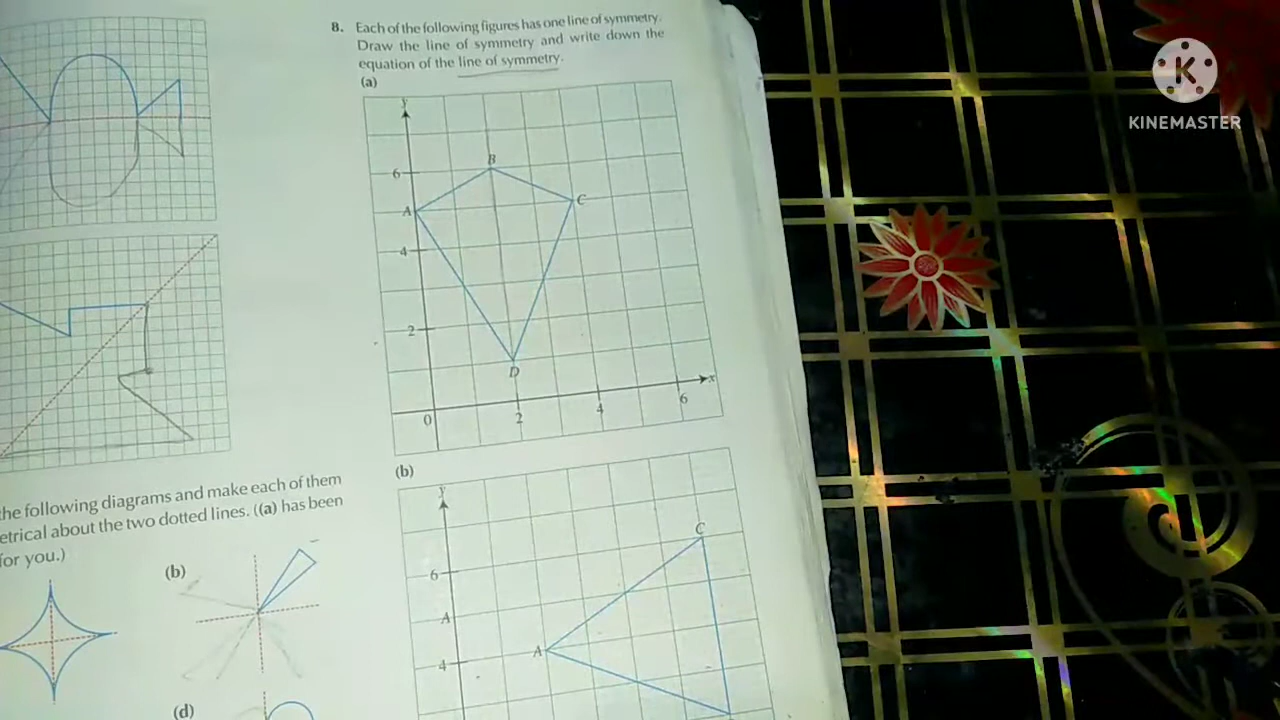 8. Each of the following figures has one line of symmetry.
Draw the line of symmetry and write down the
equation of the line of symmetry.
(a)
y
6
B
A
C
4
2
D
x
0
2
4
6
(b)
y
C
6
A
A
4
the following diagrams and make each of them
etrical about the two dotted lines. ((a) has been
for you.)
(b)
(d)
KINEMASTER